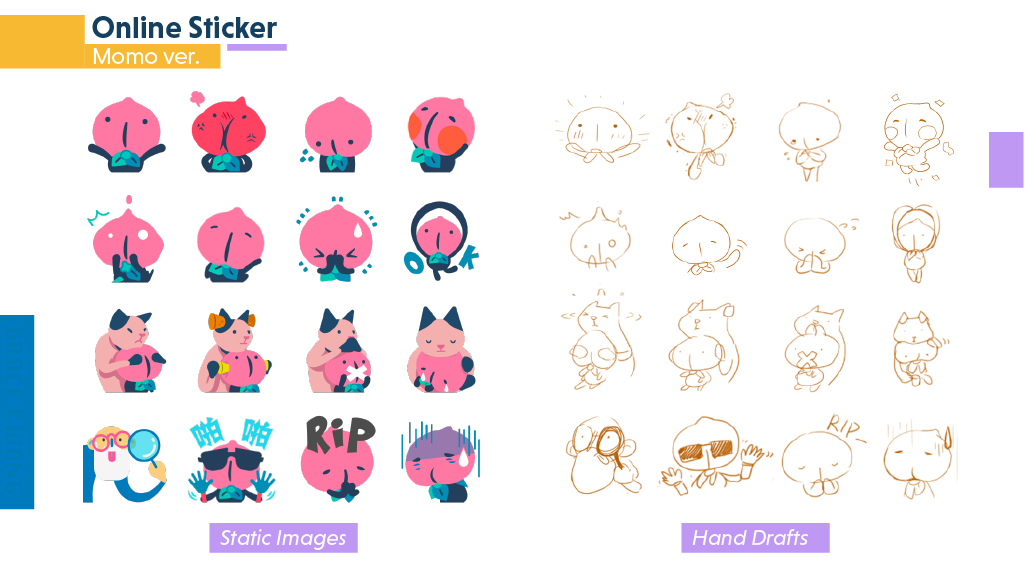 Online Sticker
Momo ver.
OK
啪 啪
RIP
RIP
Static Images
Hand Drafts